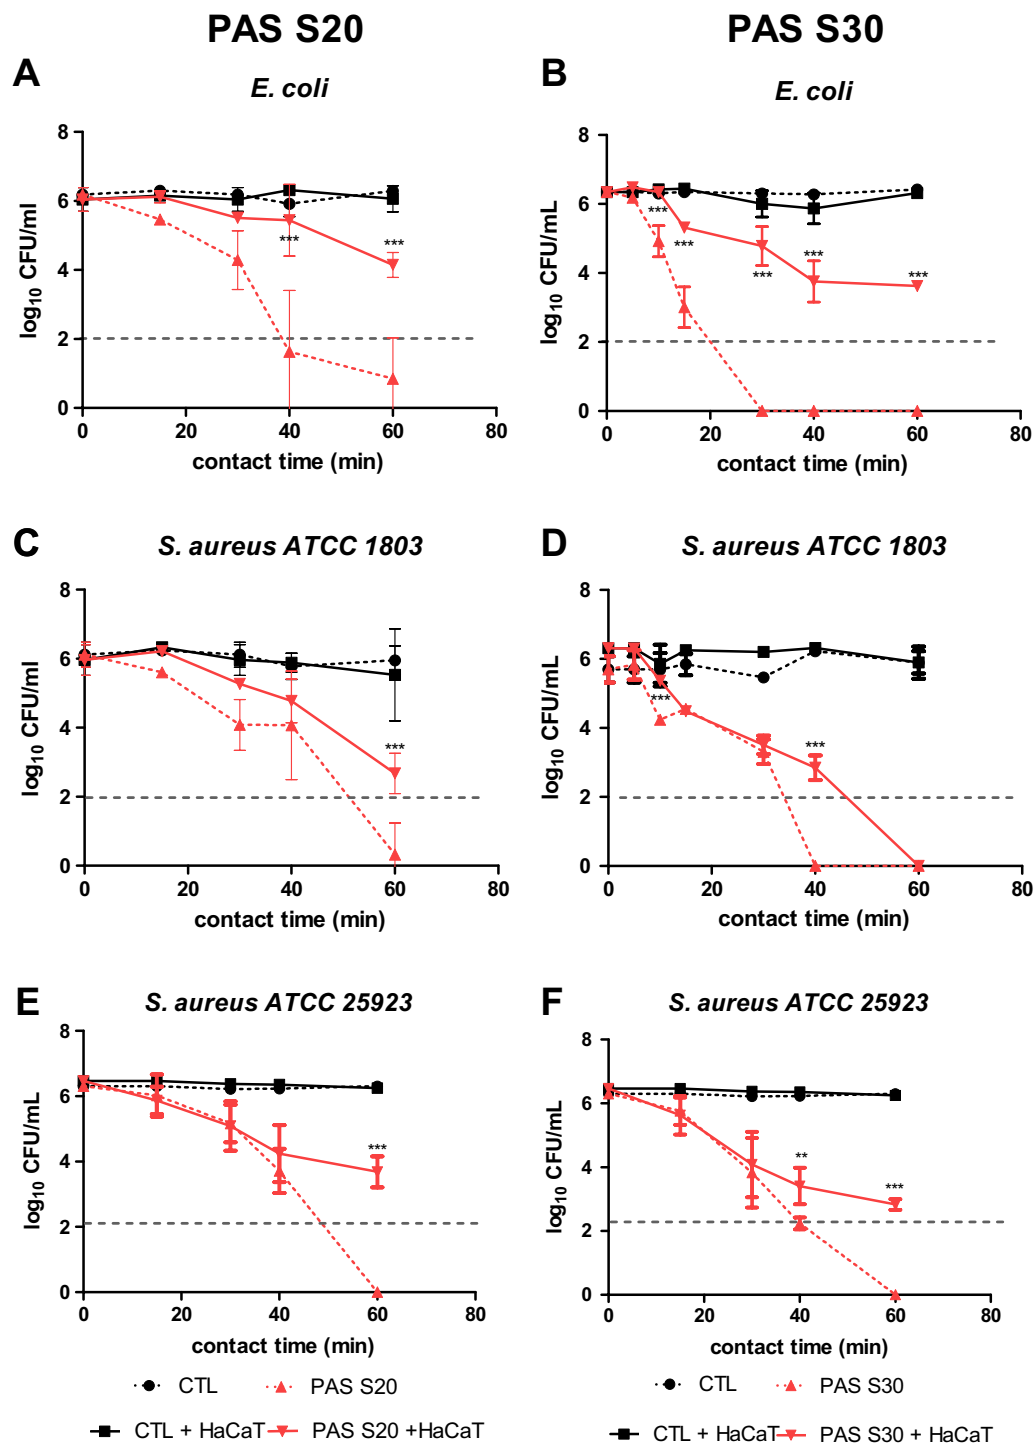 PAS S20
PAS S30
A
E. coli
log10 CFU/ml
8
6
4
2
0
***
***
0 20 40 60 80
contact time (min)
B
E. coli
log10 CFU/mL
8
6
4
2
0
***
***
***
***
***
0 20 40 60 80
contact time (min)
C
S. aureus ATCC 1803
log10 CFU/ml
8
6
4
2
0
***
0 20 40 60 80
contact time (min)
D
S. aureus ATCC 1803
log10 CFU/mL
8
6
4
2
0
***
***
0 20 40 60 80
contact time (min)
E
S. aureus ATCC 25923
log10 CFU/mL
8
6
4
2
0
***
0 20 40 60 80
contact time (min)
F
S. aureus ATCC 25923
log10 CFU/mL
8
6
4
2
0
**
***
0 20 40 60 80
contact time (min)
CTL PAS S20
CTL + HaCaT PAS S20 +HaCaT
CTL PAS S30
CTL + HaCaT PAS S30 + HaCaT